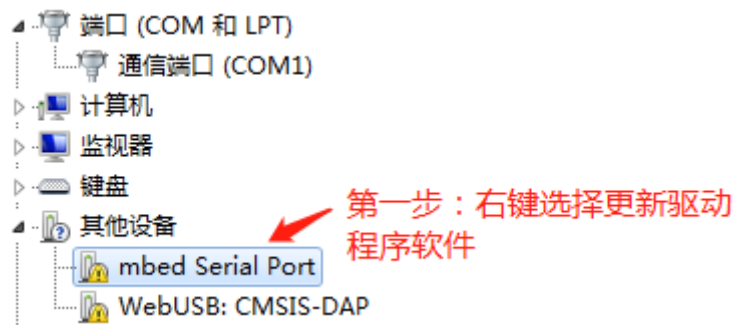 端口 (COM 和 LPT)
通信端口 (COM1)
计算机
监视器
键盘
其他设备
mbed Serial Port
WebUSB: CMSIS-DAP
第一步：右键选择更新驱动
程序软件